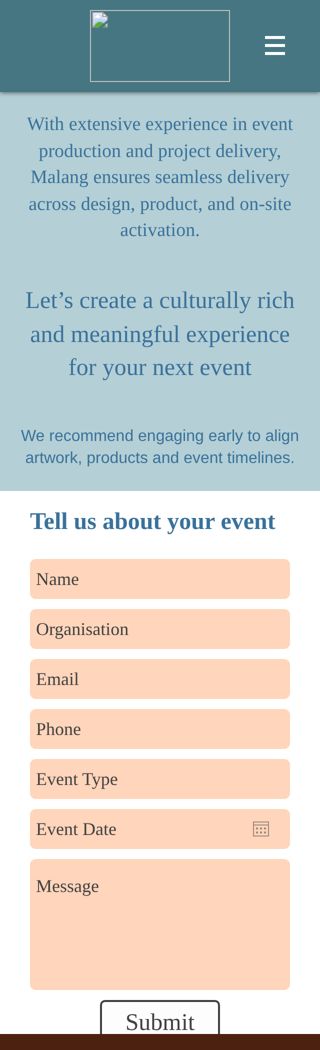 With extensive experience in event
production and project delivery,
Malang ensures seamless delivery
across design, product, and on-site
activation.
Let’s create a culturally rich
and meaningful experience
for your next event
We recommend engaging early to align
artwork, products and event timelines.
Tell us about your event
Name
Organisation
Email
Phone
Event Type
Event Date
Message
Submit